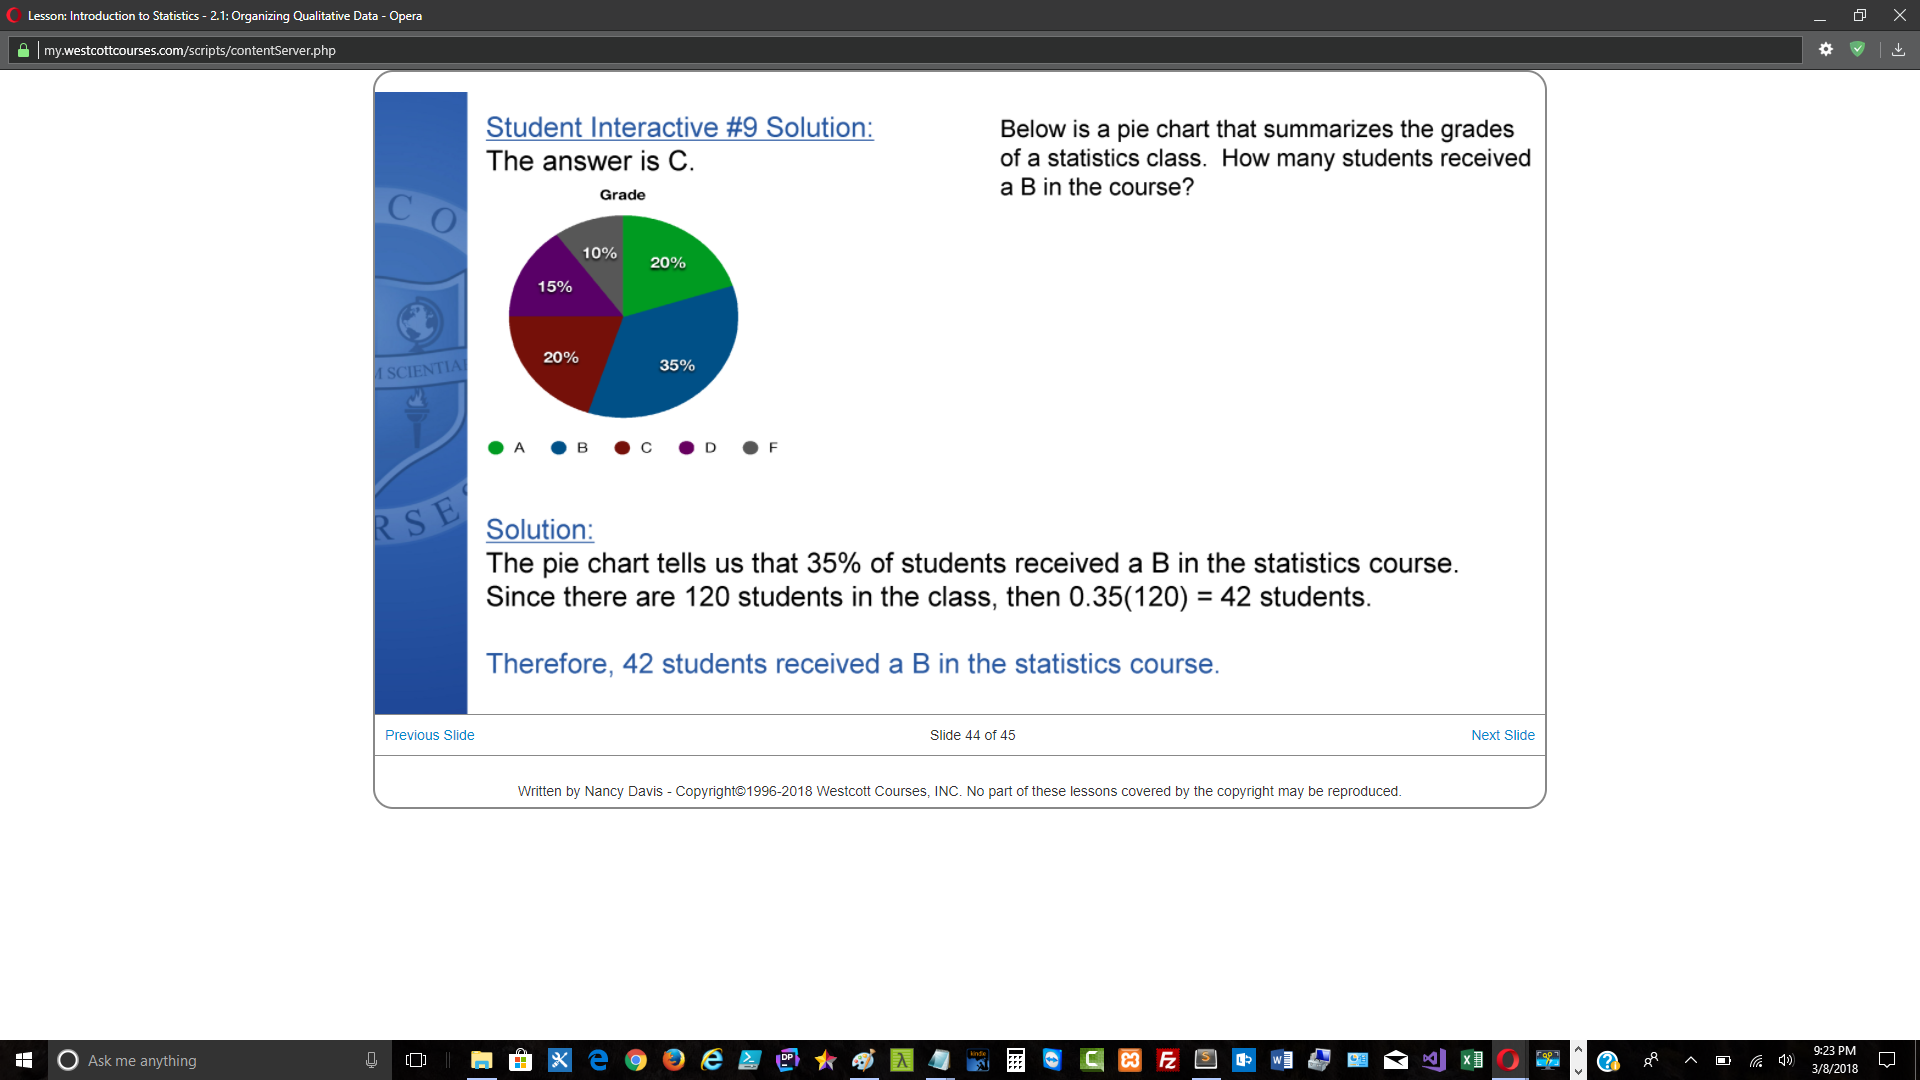 Lesson: Introduction to Statistics - 2.1: Organizing Qualitative Data - Opera
my.westcottcourses.com/scripts/contentServer.php
Student Interactive #9 Solution:
The answer is C.
Below is a pie chart that summarizes the grades
of a statistics class. How many students received
a B in the course?
Grade
10%
20%
15%
20%
35%
A B C D F
C O
M SCIENTIA
R S E
Solution:
The pie chart tells us that 35% of students received a B in the statistics course.
Since there are 120 students in the class, then 0.35(120) = 42 students.
Therefore, 42 students received a B in the statistics course.
Previous Slide Slide 44 of 45 Next Slide
Written by Nancy Davis - Copyright©1996-2018 Westcott Courses, INC. No part of these lessons covered by the copyright may be reproduced.
Ask me anything
DP
kindle
9:23 PM
3/8/2018